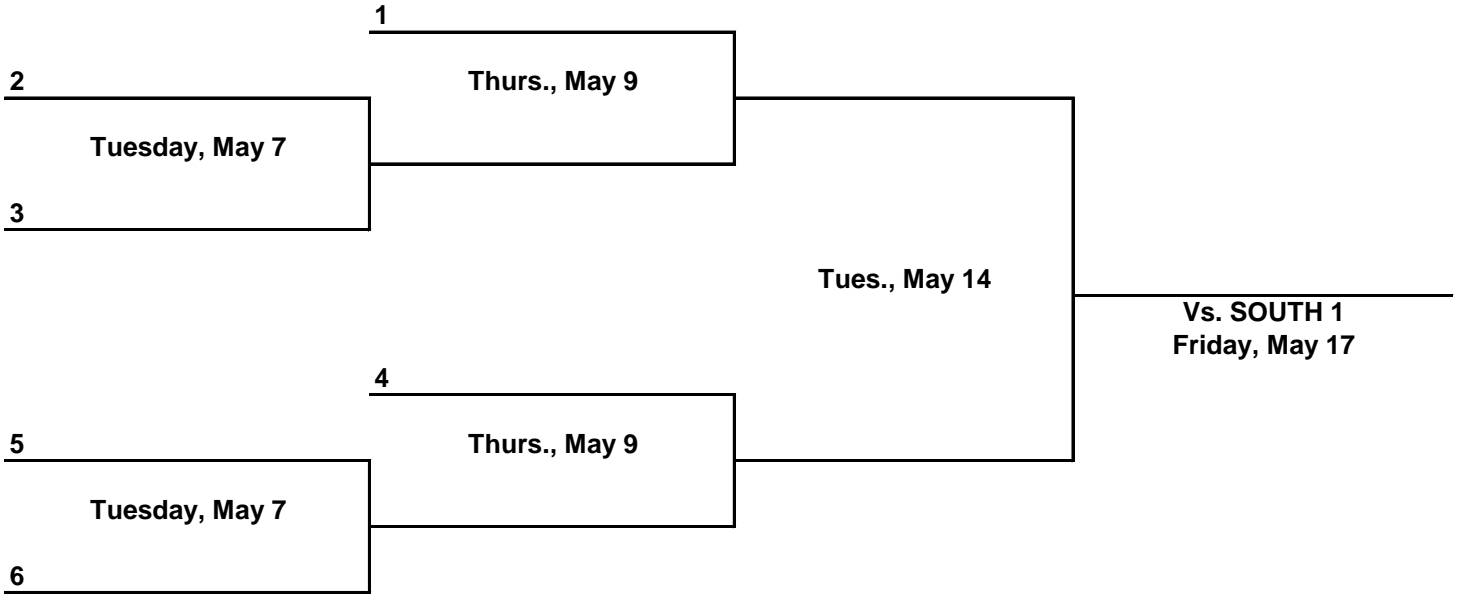 1
2
Thurs., May 9
Tuesday, May 7
3
Tues., May 14
Vs. SOUTH 1
Friday, May 17
4
5
Thurs., May 9
Tuesday, May 7
6